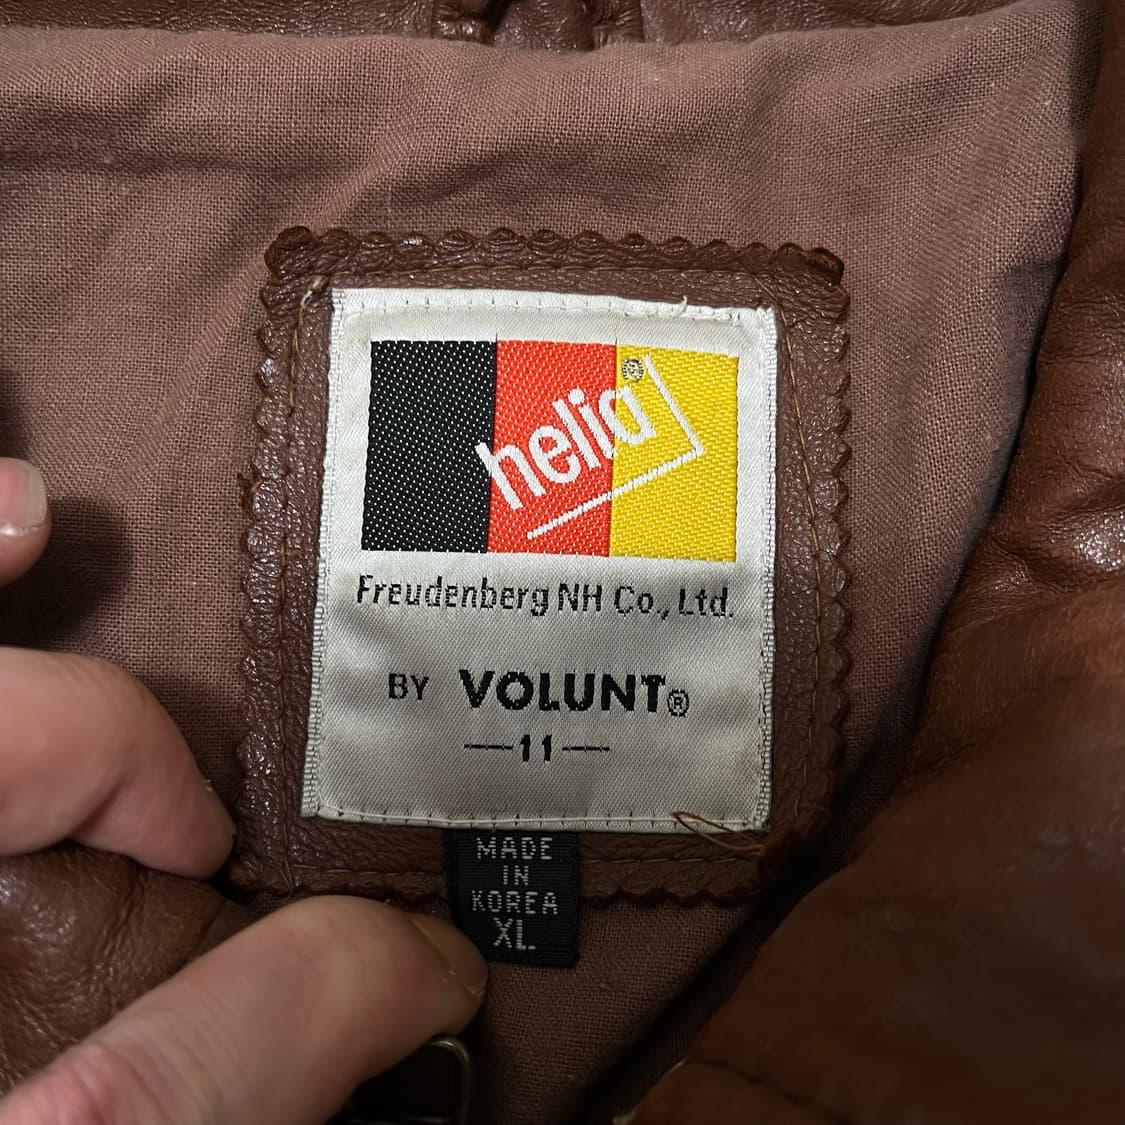 helia®
Freudenberg NH Co., Ltd.
BY VOLUNT®
—11—
MADE
IN
KOREA
XL